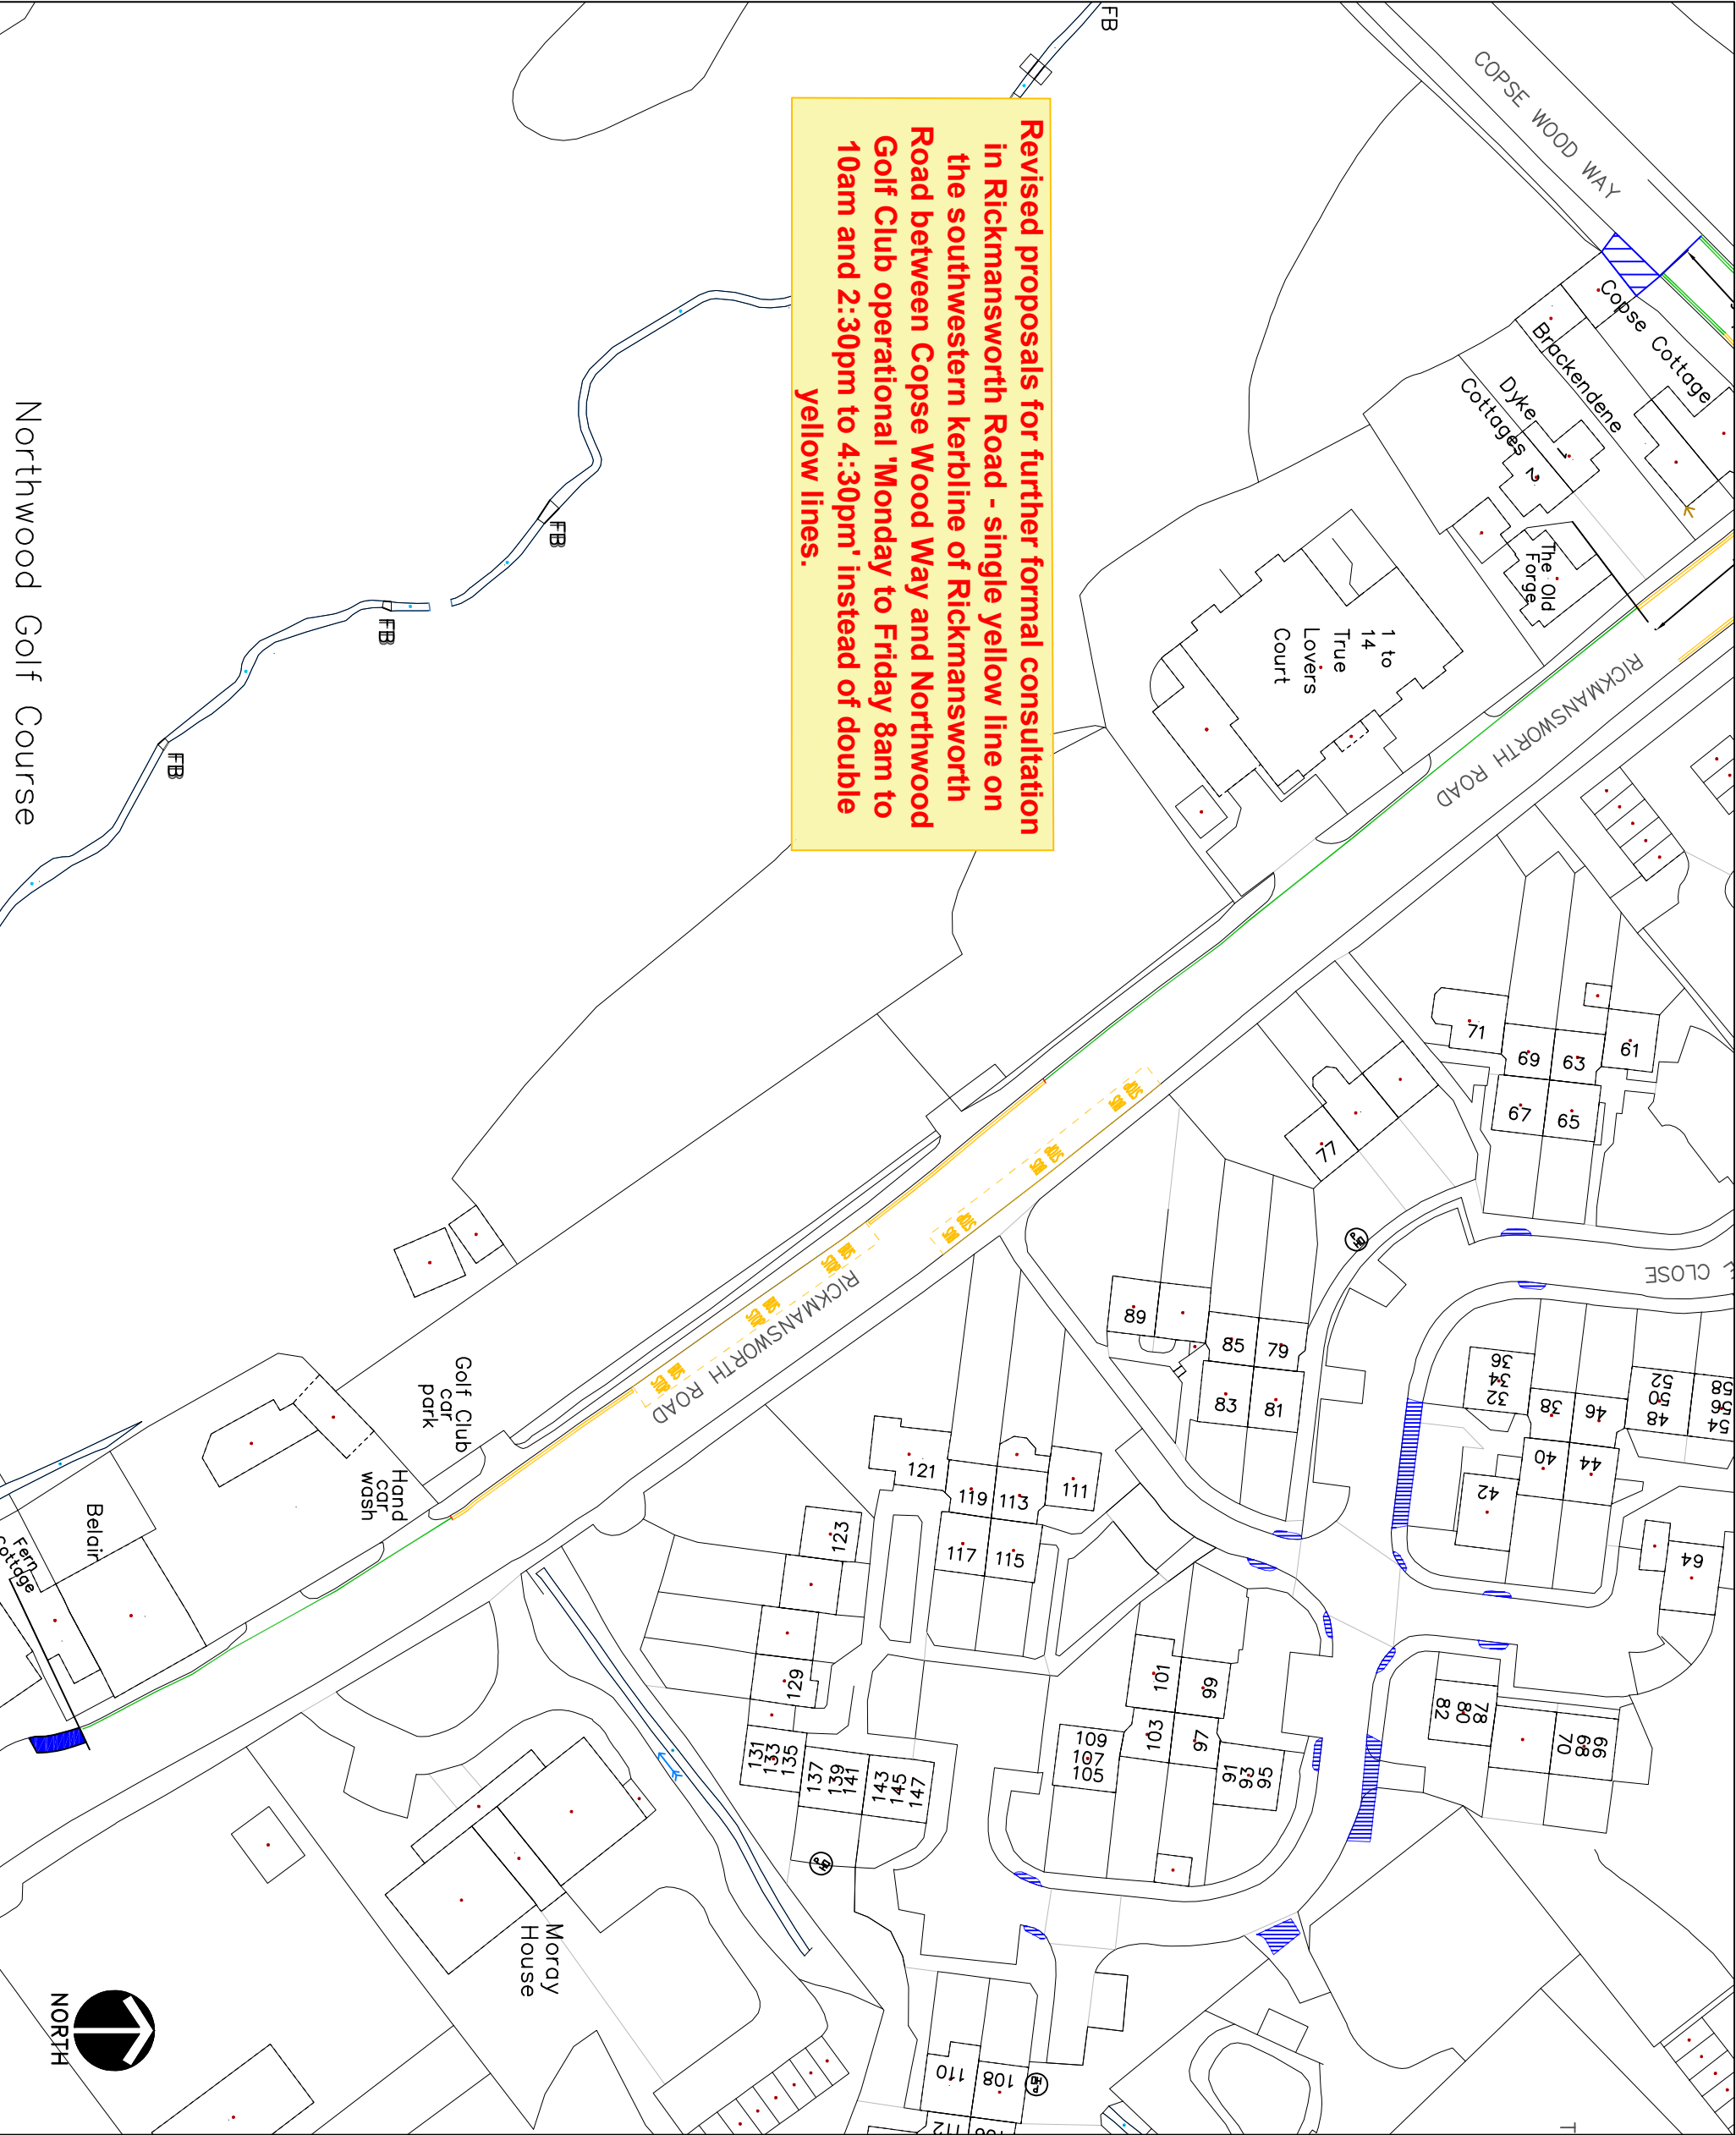 Revised proposals for further formal consultation
in Rickmansworth Road - single yellow line on
the southwestern kerbline of Rickmansworth
Road between Copse Wood Way and Northwood
Golf Club operational 'Monday to Friday 8am to
10am and 2:30pm to 4:30pm' instead of double
yellow lines.
COPSE WOOD WAY
Copse Cottage
Brackendene
Dyke
Cottages
1
2
The Old
Forge
1 to
14
True
Lovers
Court
RICKMANSWORTH ROAD
FB
FB
FB
FB
Northwood Golf Course
61
63
65
67
69
71
77
79
81
83
85
89
CLOSE
36
34
32
38
40
42
44
46
52
50
48
58
56
54
64
66
68
70
78
80
82
RICKMANSWORTH ROAD
Golf Club
car
park
Hand
car
wash
Belair
Fern
Cottage
111
113
115
117
119
121
123
129
131
133
135
137
139
141
143
145
147
91
93
95
97
99
101
103
109
107
105
Moray
House
110
108
112
106
T
NORTH